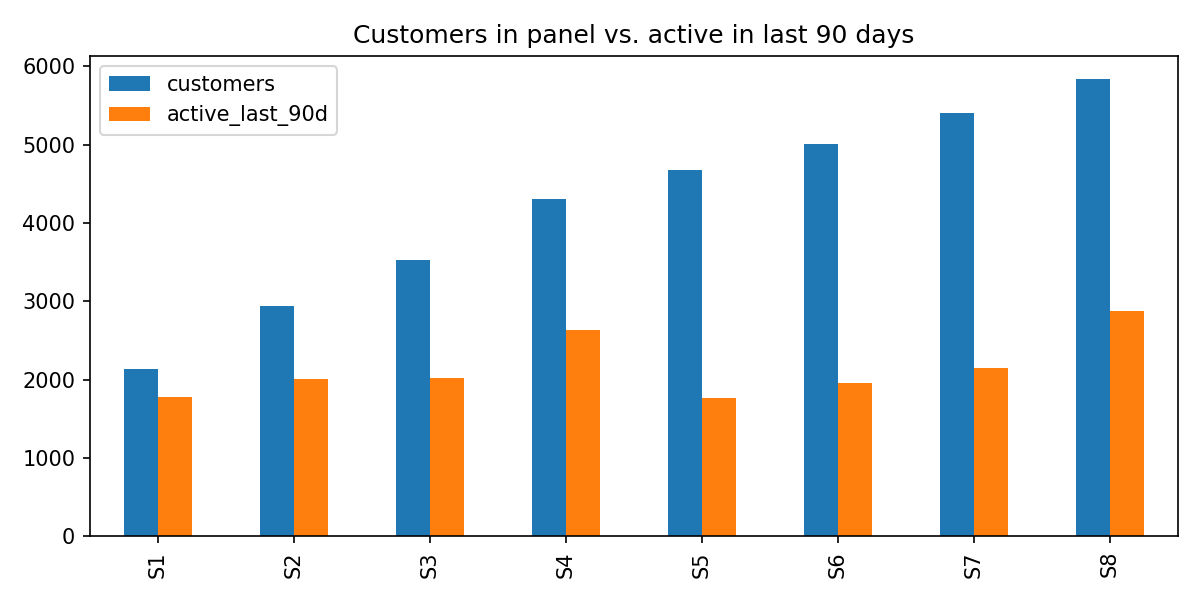 Customers in panel vs. active in last 90 days
customers
active_last_90d
6000
5000
4000
3000
2000
1000
0
S1 S2 S3 S4 S5 S6 S7 S8